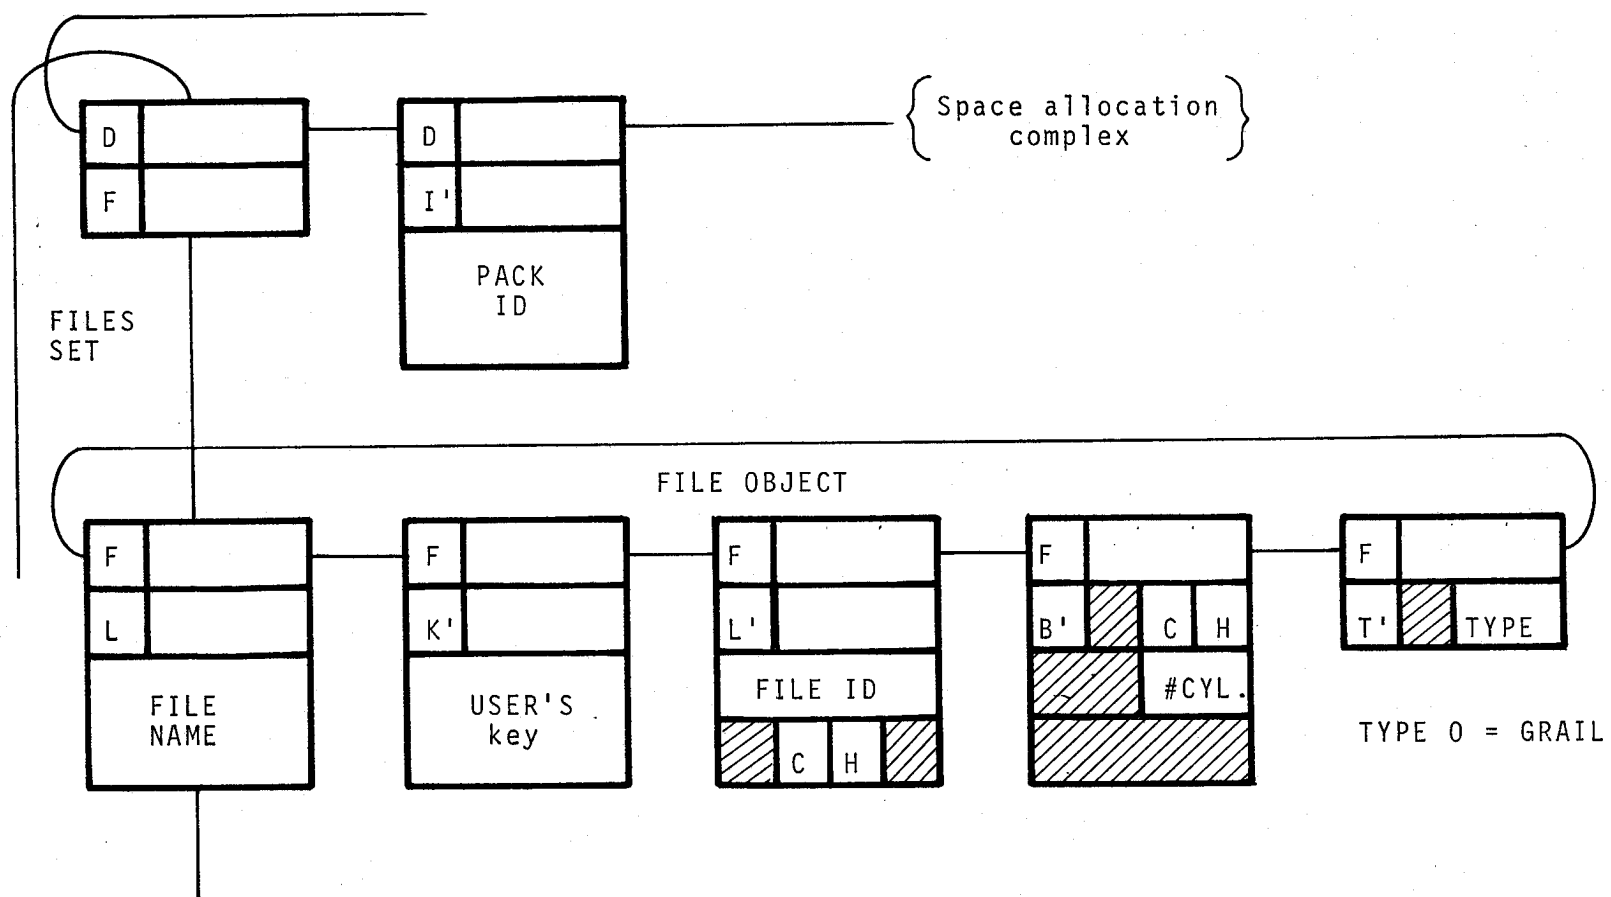 D
F
D
I'
PACK
ID
Space allocation
complex
FILES
SET
FILE OBJECT
F
L
FILE
NAME
F
K'
USER'S
key
F
L'
FILE ID
C H
F
B' C H
#CYL.
F
T' TYPE
TYPE 0 = GRAIL